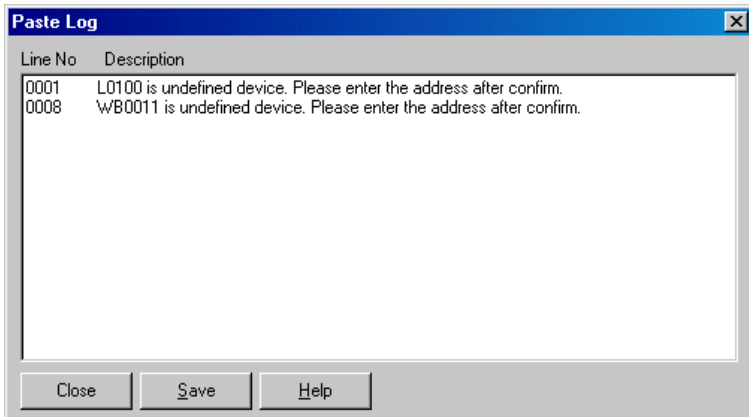 Paste Log
Line No Description
0001 L0100 is undefined device. Please enter the address after confirm.
0008 WB0011 is undefined device. Please enter the address after confirm.
Close Save Help